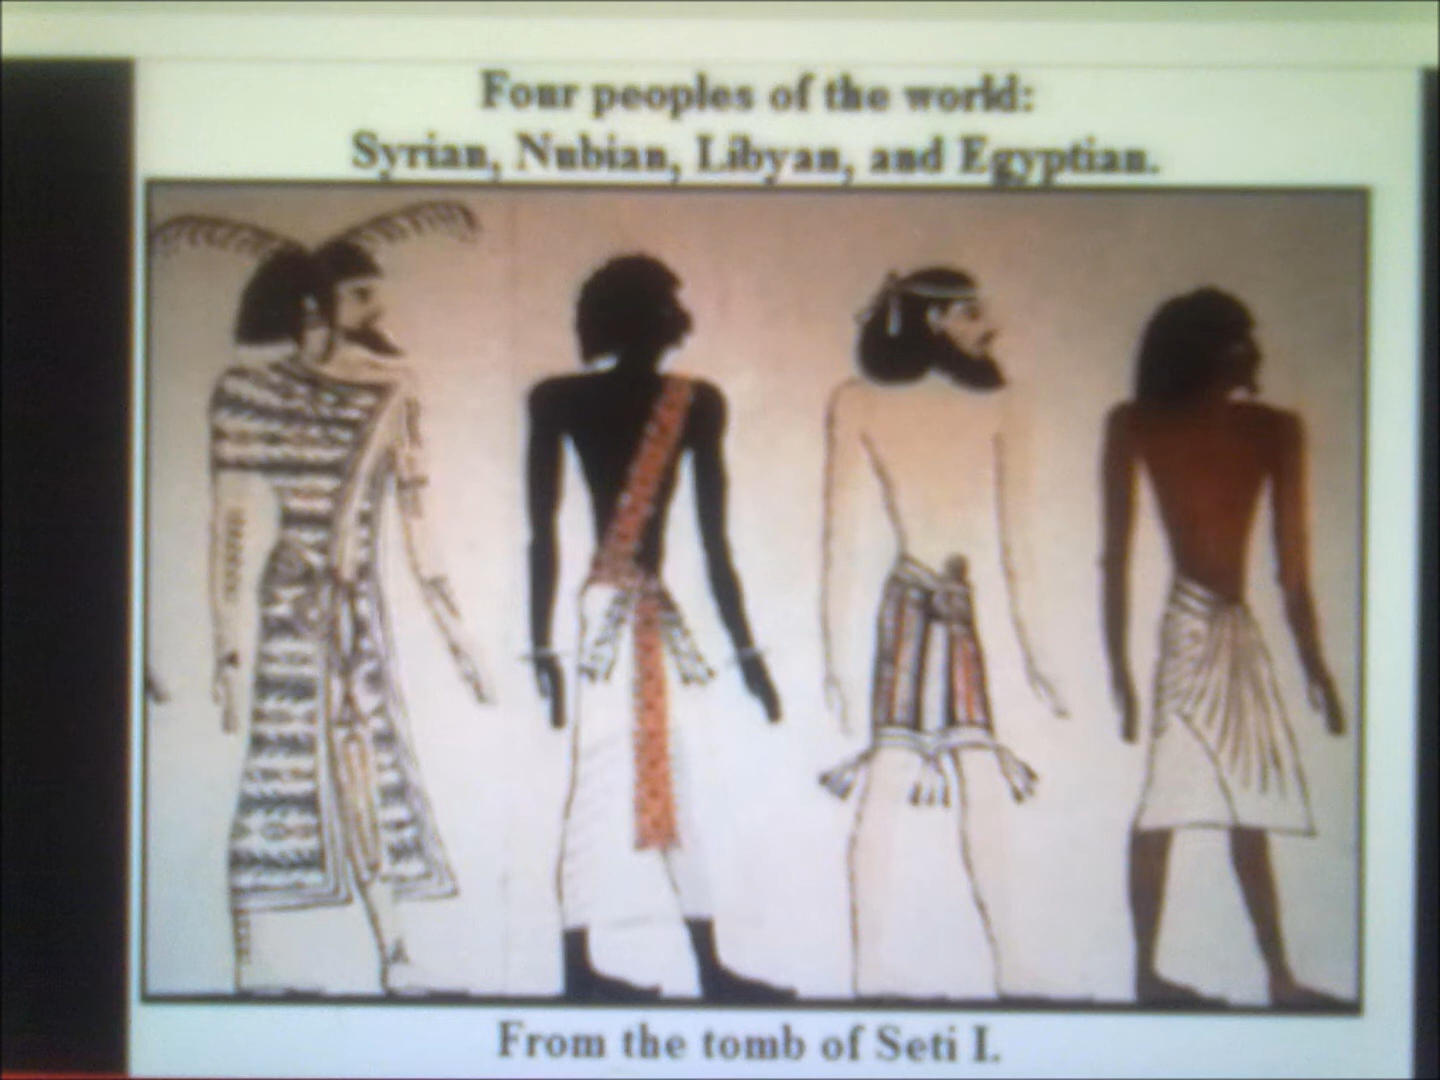 Four peoples of the world:
Syrian, Nubian, Libyan, and Egyptian.
From the tomb of Seti I.